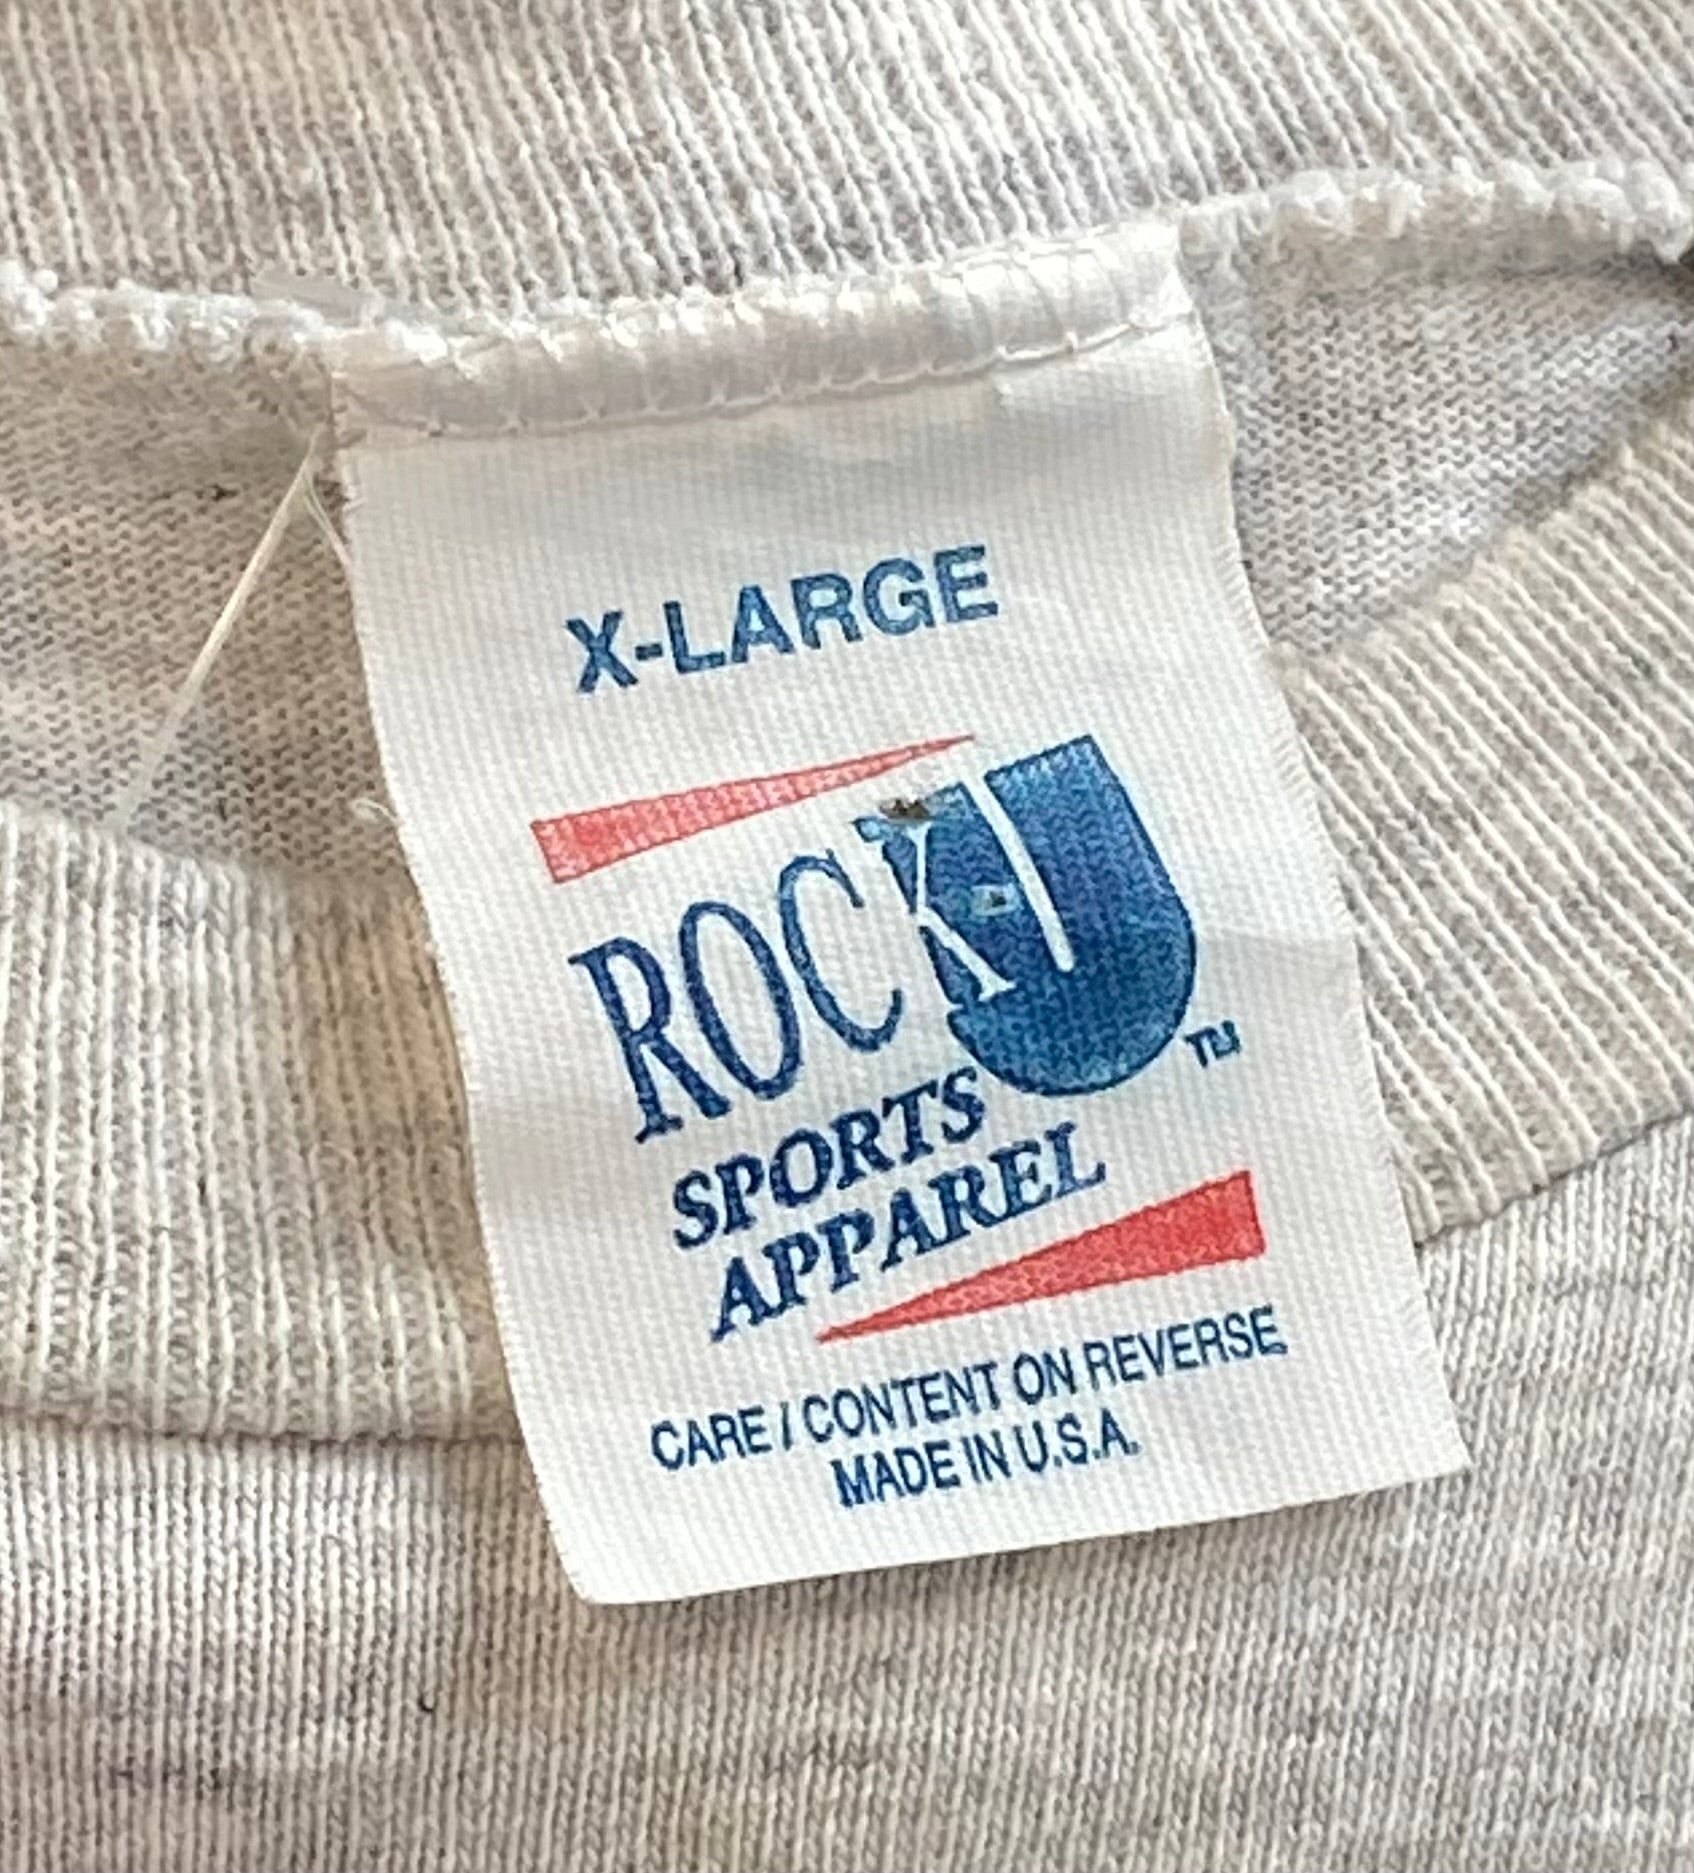 X-LARGE
ROCK U ™
SPORTS
APPAREL
CARE / CONTENT ON REVERSE
MADE IN U.S.A.